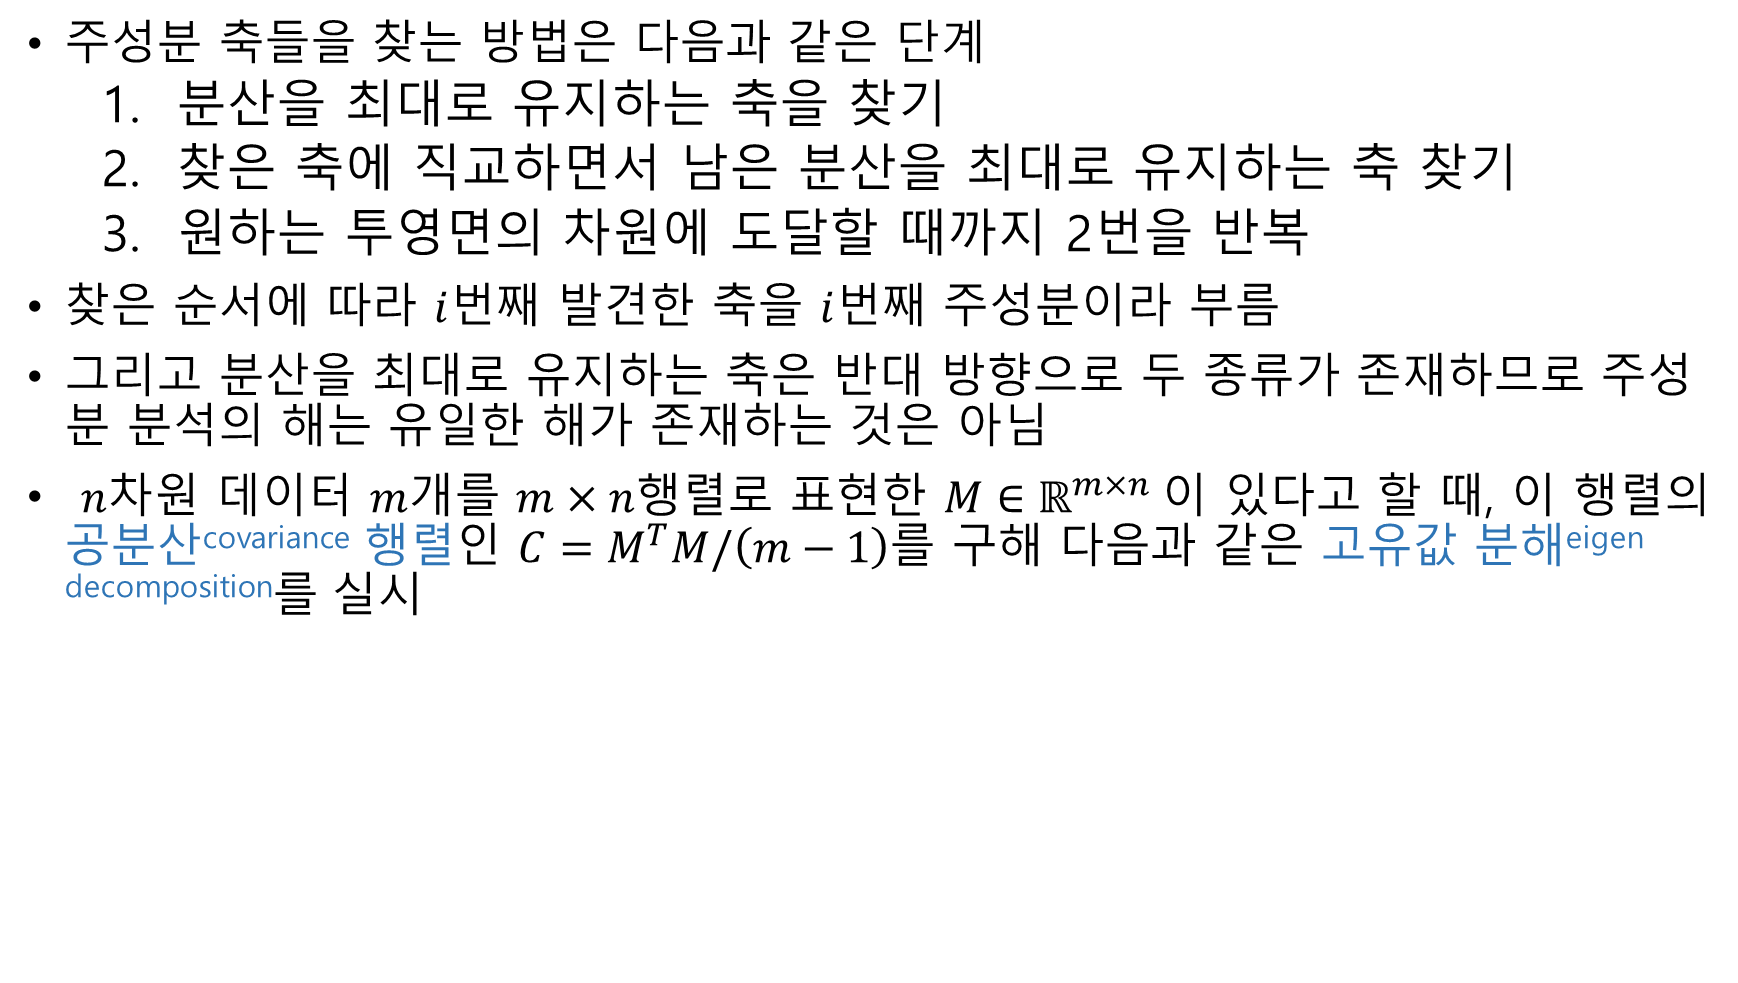 • 주성분 축들을 찾는 방법은 다음과 같은 단계
1. 분산을 최대로 유지하는 축을 찾기
2. 찾은 축에 직교하면서 남은 분산을 최대로 유지하는 축 찾기
3. 원하는 투영면의 차원에 도달할 때까지 2번을 반복
• 찾은 순서에 따라 𝑖번째 발견한 축을 𝑖번째 주성분이라 부름
• 그리고 분산을 최대로 유지하는 축은 반대 방향으로 두 종류가 존재하므로 주성
분 분석의 해는 유일한 해가 존재하는 것은 아님
• 𝑛차원 데이터 𝑚개를 𝑚 × 𝑛행렬로 표현한 𝑀 ∈ ℝ^{𝑚×𝑛} 이 있다고 할 때, 이 행렬의
공분산covariance 행렬인 𝐶 = 𝑀^𝑇𝑀/(𝑚 − 1)를 구해 다음과 같은 고유값 분해eigen
decomposition를 실시